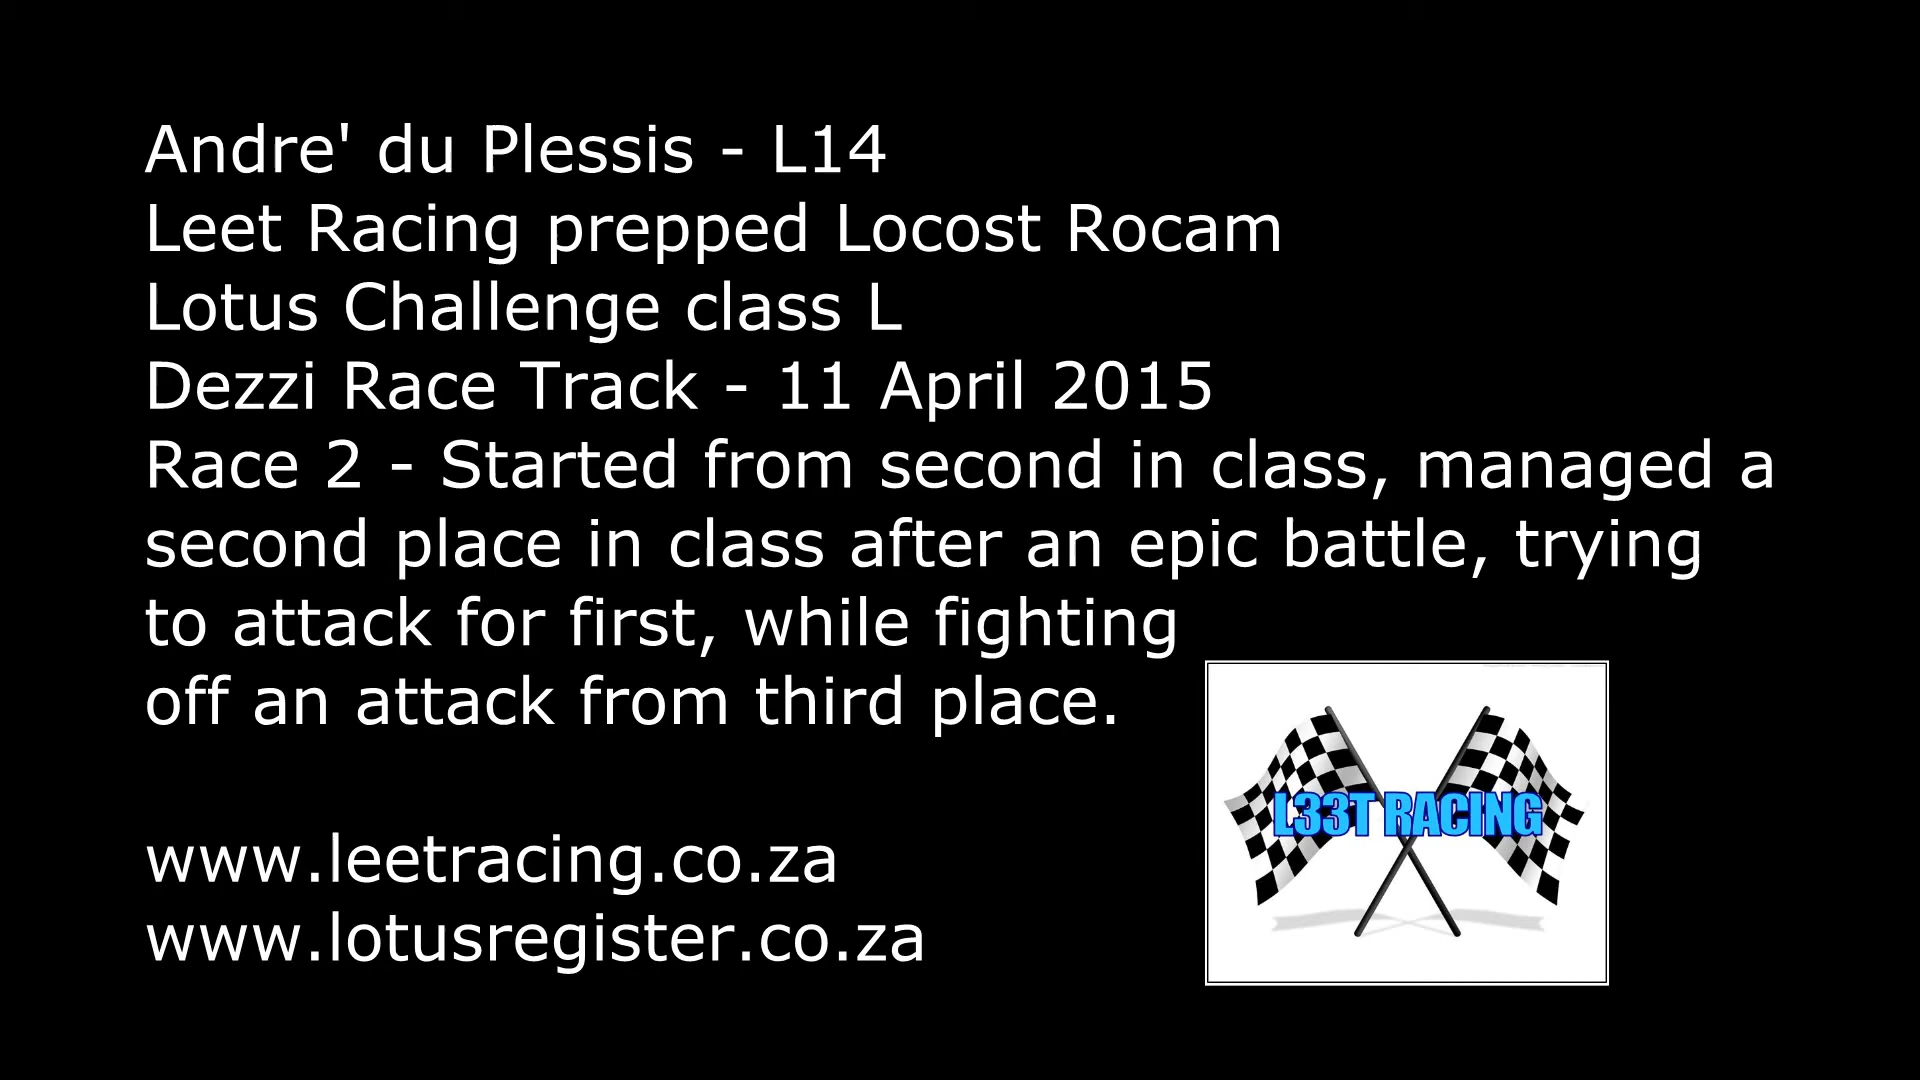 Andre' du Plessis - L14
Leet Racing prepped Locost Rocam
Lotus Challenge class L
Dezzi Race Track - 11 April 2015
Race 2 - Started from second in class, managed a
second place in class after an epic battle, trying
to attack for first, while fighting
off an attack from third place.
L33T RACING
www.leetracing.co.za
www.lotusregister.co.za